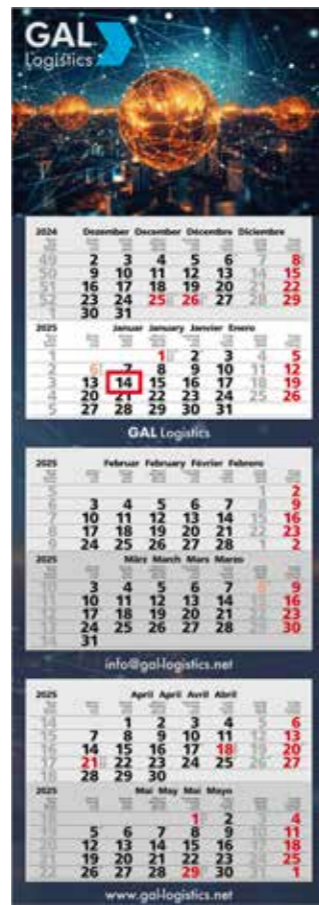 GAL
Logistics
2024 Dezember December Décembre Diciembre
49 2 3 4 5 6 7 8
50 9 10 11 12 13 14 15
51 16 17 18 19 20 21 22
52 23 24 25 26 27 28 29
1 30 31
2025 Januar January Janvier Enero
1 1 2 3 4 5
2 6 7 8 9 10 11 12
3 13 14 15 16 17 18 19
4 20 21 22 23 24 25 26
5 27 28 29 30 31
GAL Logistics
2025 Februar February Février Febrero
5 1 2
6 3 4 5 6 7 8 9
7 10 11 12 13 14 15 16
8 17 18 19 20 21 22 23
9 24 25 26 27 28 1 2
2025 März March Mars Marzo
10 3 4 5 6 7 8 9
11 10 11 12 13 14 15 16
12 17 18 19 20 21 22 23
13 24 25 26 27 28 29 30
14 31
info@gal-logistics.net
2025 April April Avril Abril
14 1 2 3 4 5 6
15 7 8 9 10 11 12 13
16 14 15 16 17 18 19 20
17 21 22 23 24 25 26 27
18 28 29 30
2025 Mai May Mai Mayo
18 1 2 3 4
19 5 6 7 8 9 10 11
20 12 13 14 15 16 17 18
21 19 20 21 22 23 24 25
22 26 27 28 29 30 31 1
www.gal-logistics.net